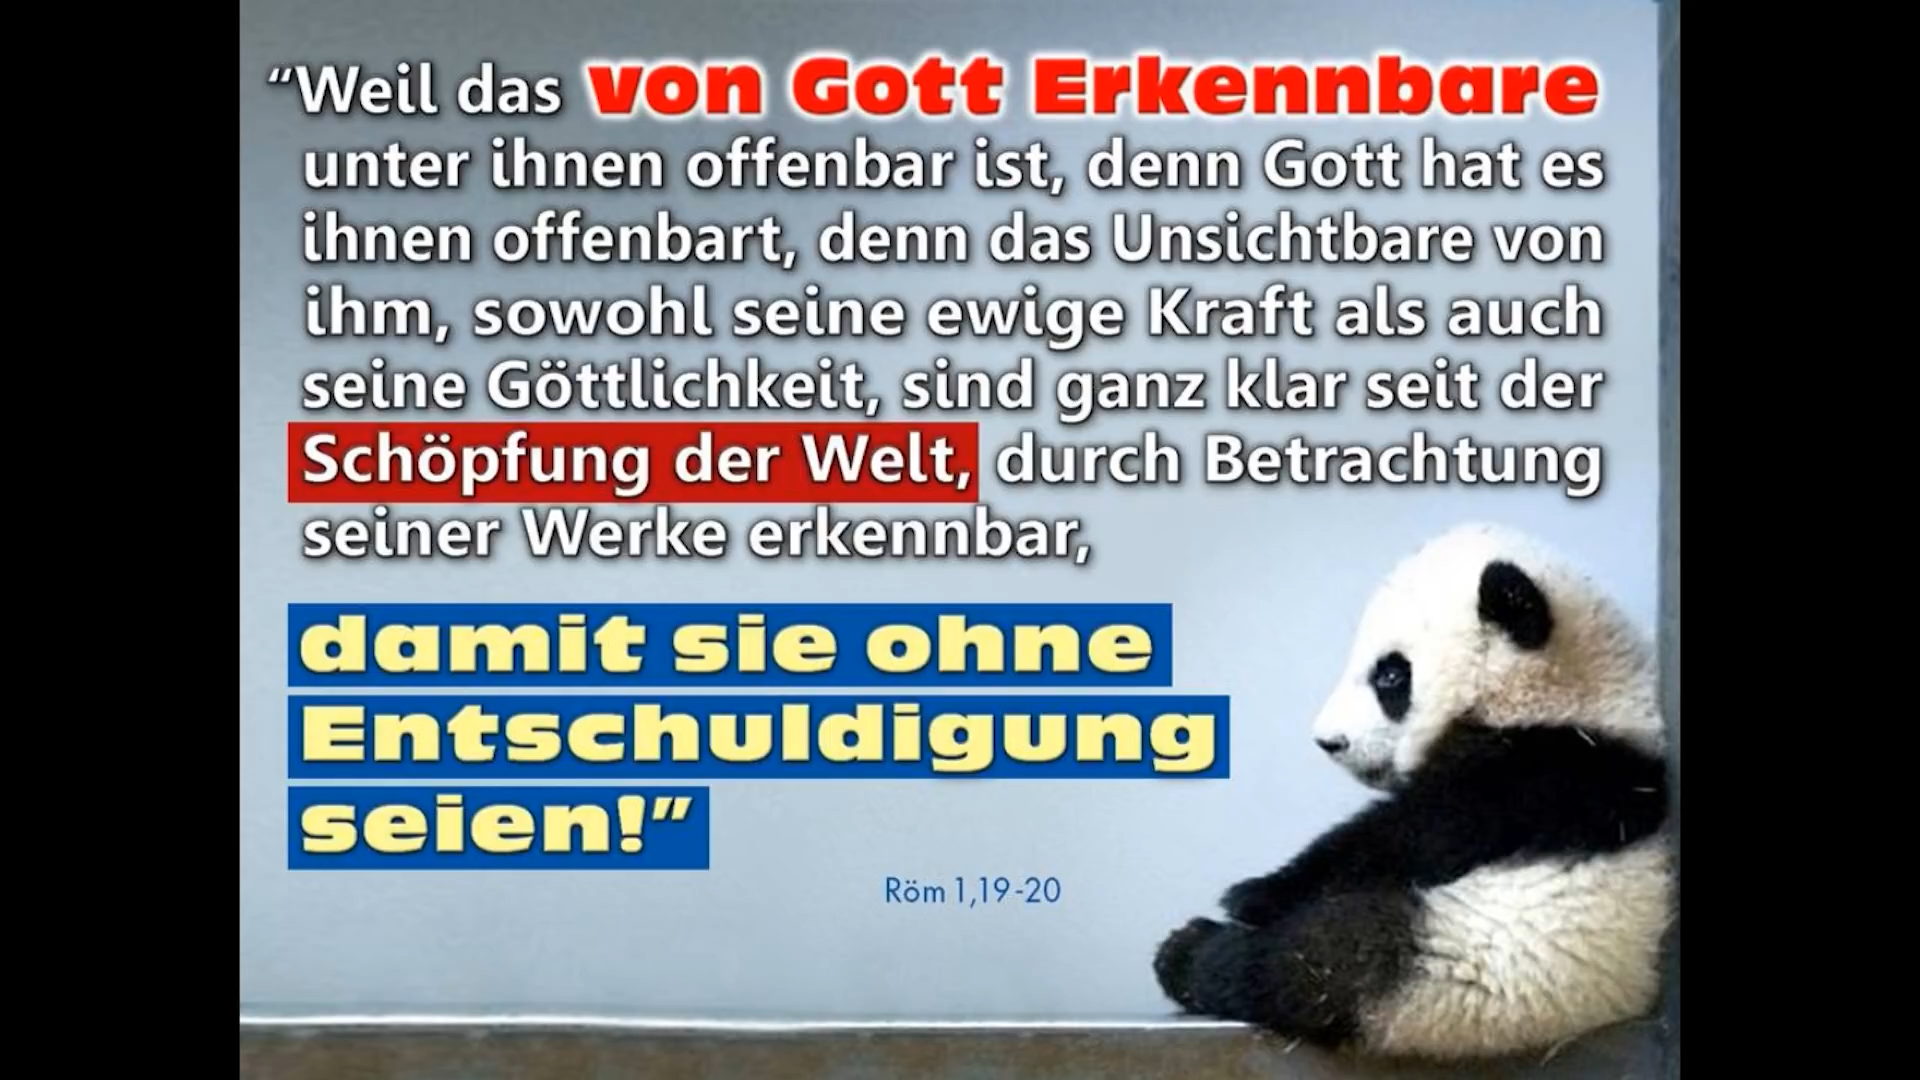 “Weil das von Gott Erkennbare
unter ihnen offenbar ist, denn Gott hat es
ihnen offenbart, denn das Unsichtbare von
ihm, sowohl seine ewige Kraft als auch
seine Göttlichkeit, sind ganz klar seit der
Schöpfung der Welt, durch Betrachtung
seiner Werke erkennbar,
damit sie ohne
Entschuldigung
seien!”
Röm 1,19-20